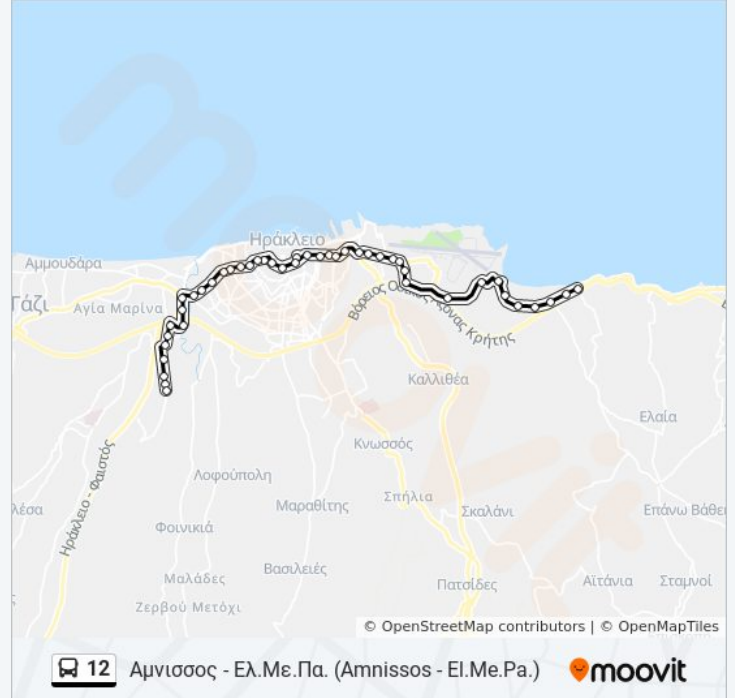 Ηράκλειο
Αμμουδάρα
Γάζι
Αγία Μαρίνα
Βόρειος Οδικός Άξονας Κρήτης
Καλλιθέα
Ελαία
Κνωσσός
Λοφούπολη
Σπήλια
Ηράκλειο - Φαιστός
Μαραθίτης
Σκαλάνι
Επάνω Βάθει
λέσα
Φοινικιά
Βασιλειές
Μαλάδες
Πατσίδες
Αϊτάνια
Σταμνοί
Ζερβού Μετόχι
© OpenStreetMap contributors | © OpenMapTiles
12
Αμνισσος - Ελ.Με.Πα. (Amnissos - El.Me.Pa.)
moovit